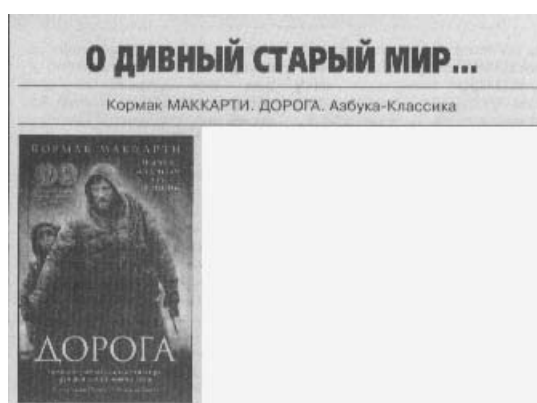 О ДИВНЫЙ СТАРЫЙ МИР...
Кормак МАККАРТИ. ДОРОГА. Азбука-Классика
КОРМАК МАККАРТИ
ДОРОГА